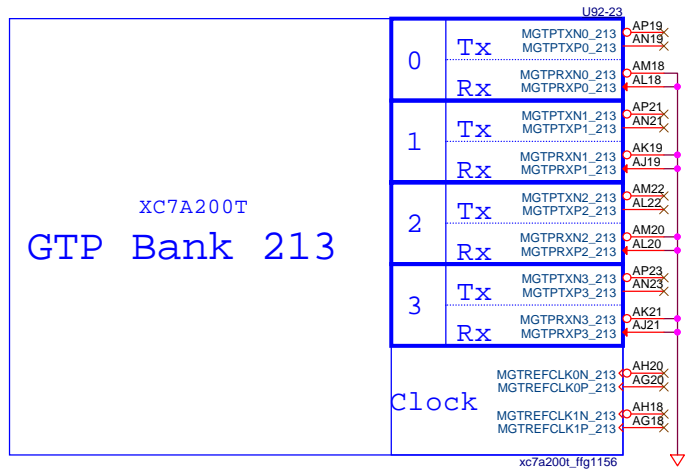 U92-23
MGTPTXN0_213 AP19
0 Tx MGTPTXP0_213 AN19
MGTPRXN0_213 AM18
Rx MGTPRXP0_213 AL18
MGTPTXN1_213 AP21
1 Tx MGTPTXP1_213 AN21
MGTPRXN1_213 AK19
Rx MGTPRXP1_213 AJ19
XC7A200T
GTP Bank 213
MGTPTXN2_213 AM22
2 Tx MGTPTXP2_213 AL22
MGTPRXN2_213 AM20
Rx MGTPRXP2_213 AL20
MGTPTXN3_213 AP23
3 Tx MGTPTXP3_213 AN23
MGTPRXN3_213 AK21
Rx MGTPRXP3_213 AJ21
MGTREFCLK0N_213 AH20
MGTREFCLK0P_213 AG20
Clock
MGTREFCLK1N_213 AH18
MGTREFCLK1P_213 AG18
xc7a200t_ffg1156